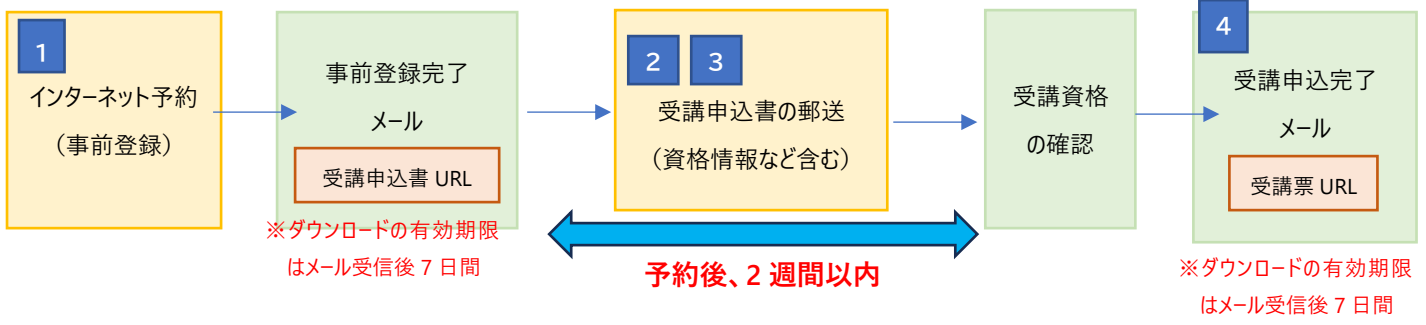 1
インターネット予約
（事前登録）
事前登録完了
メール
受講申込書 URL
※ダウンロードの有効期限
はメール受信後 7 日間
2 3
受講申込書の郵送
（資格情報など含む）
予約後、2 週間以内
受講資格
の確認
4
受講申込完了
メール
受講票 URL
※ダウンロードの有効期限
はメール受信後 7 日間